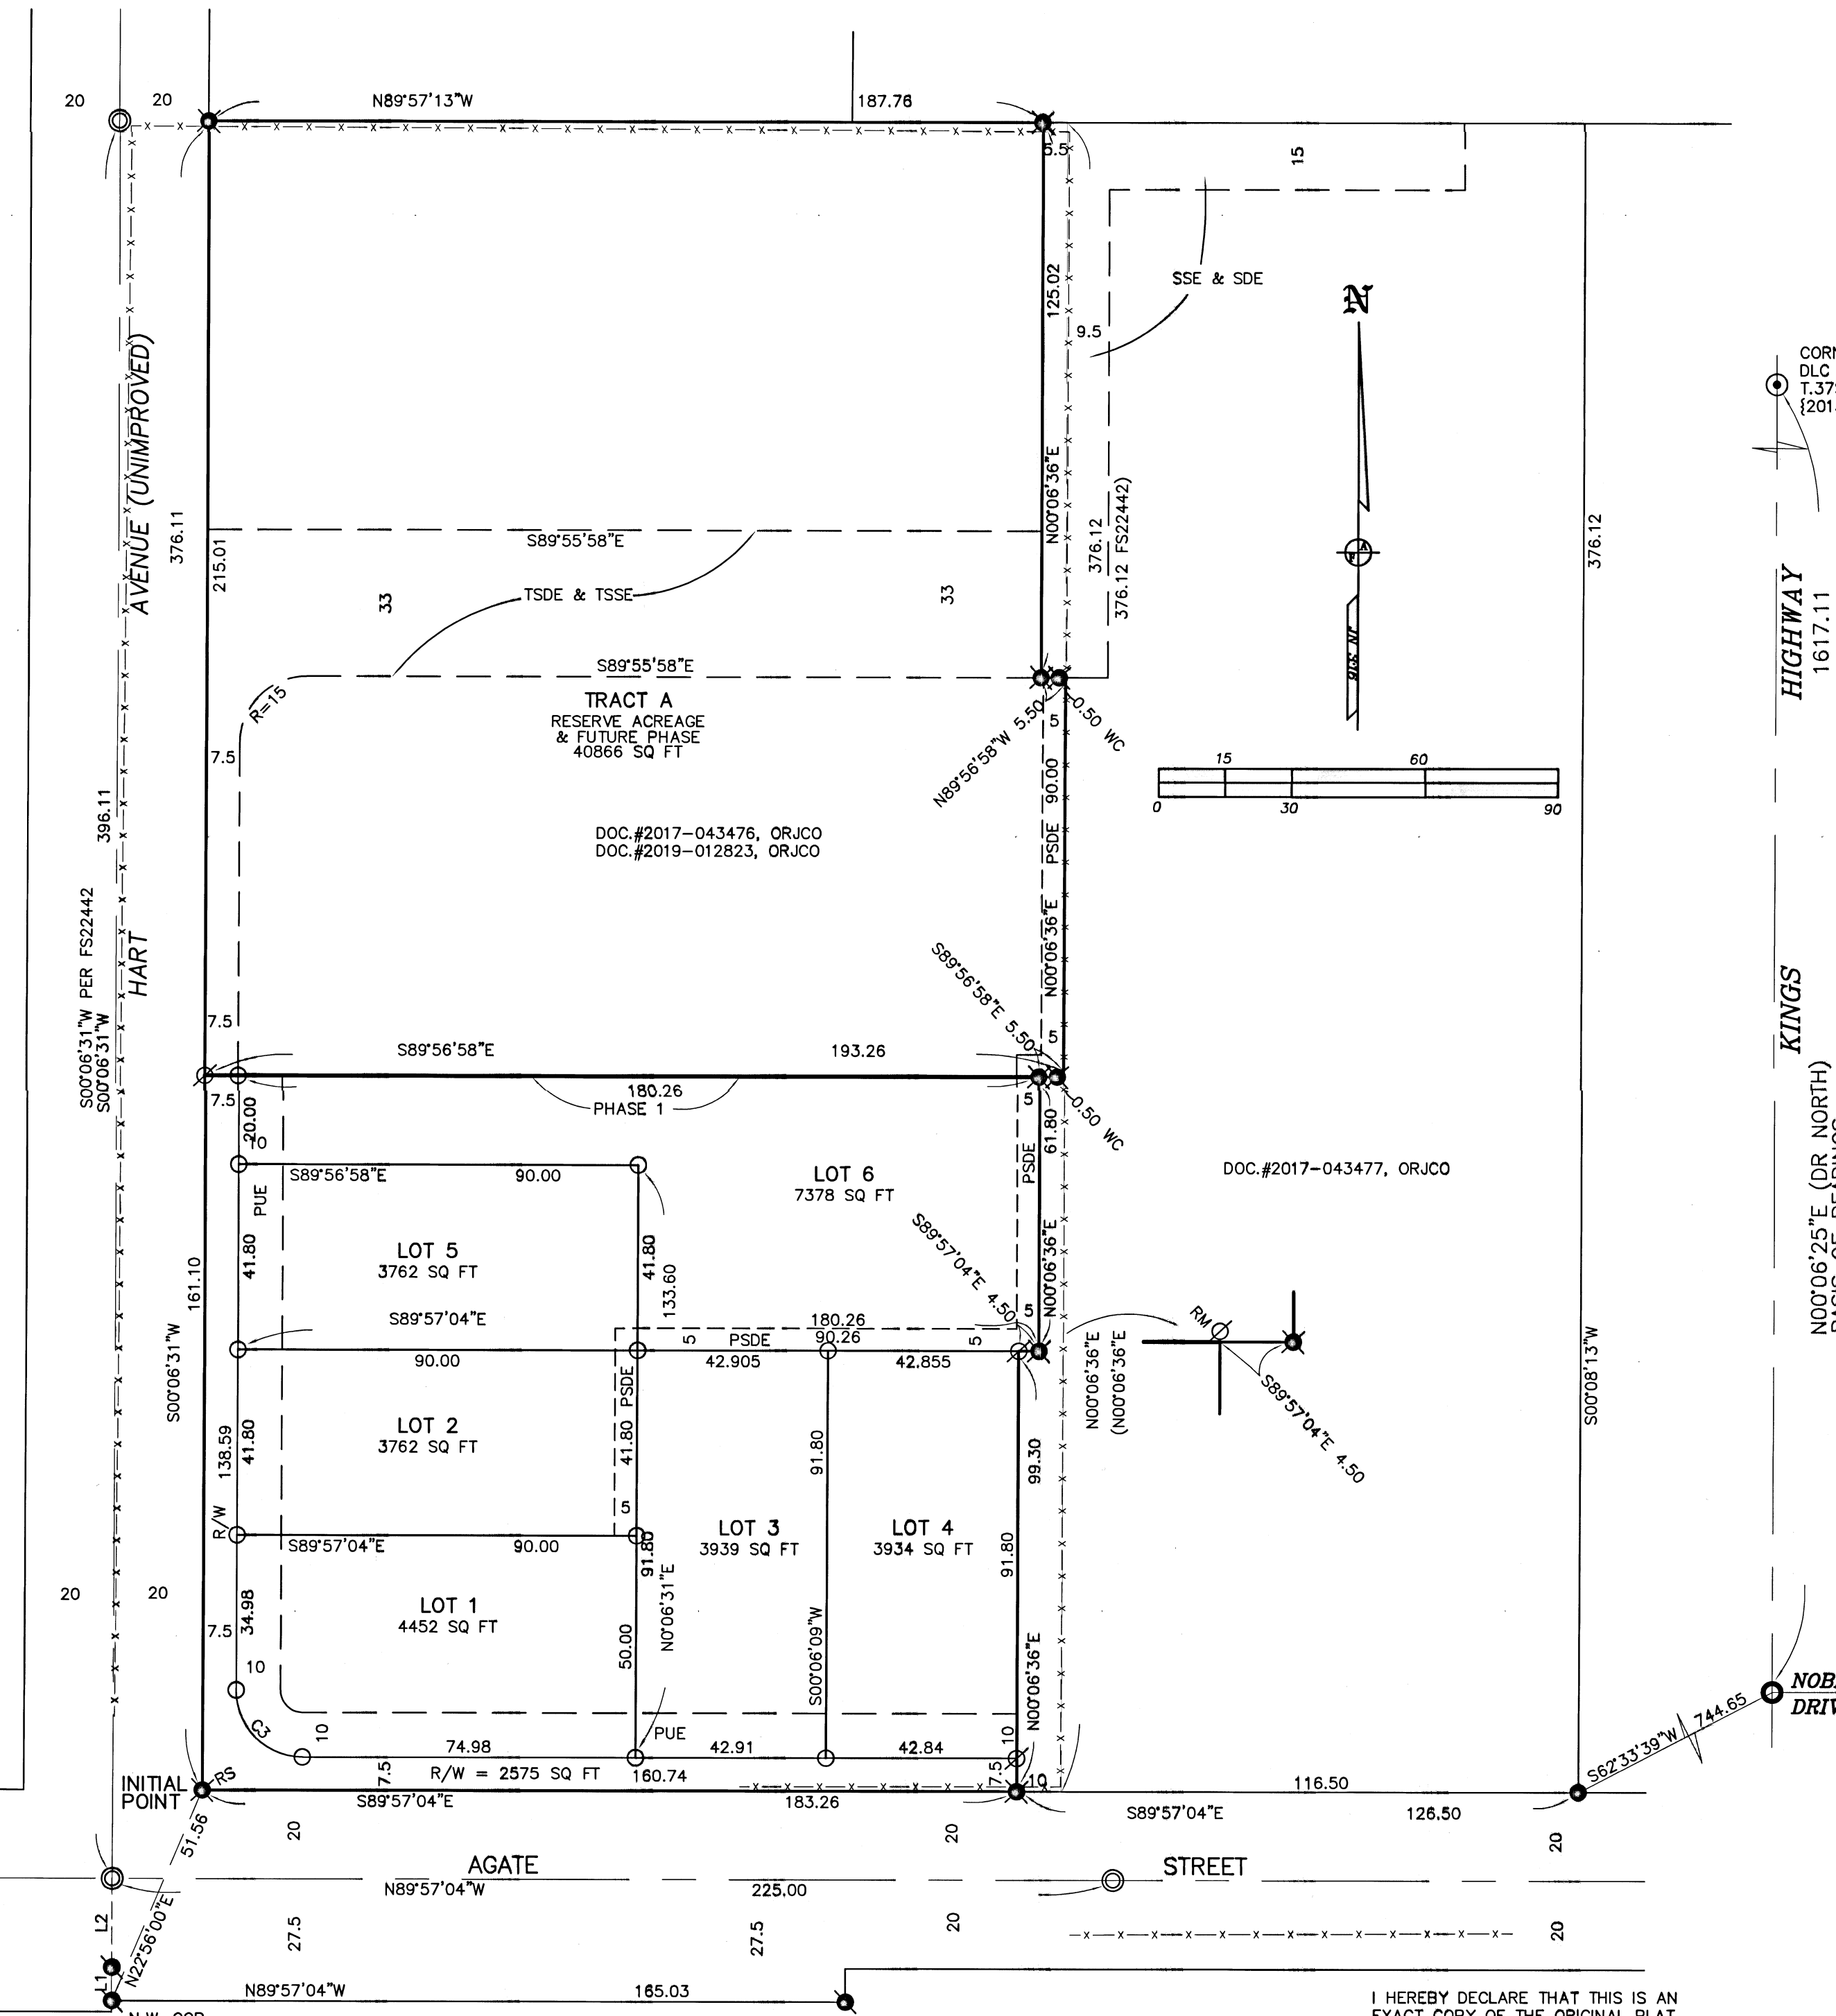 20
20
N89°57'13"W
187.76
5.5
15
SSE & SDE
125.02
9.5
N
CORN
DLC
T.37S
{201
AVENUE (UNIMPROVED)
376.11
215.01
S89°55'58"E
N00°06'36"E
376.12
376.12 FS22442)
376.12
33
TSDE & TSSE
33
HIGHWAY
1617.11
S89°55'58"E
R=15
TRACT A
RESERVE ACREAGE
& FUTURE PHASE
40866 SQ FT
7.5
N89°56'58"W 5.50
0.50 WC
5
15
60
0
30
90
396.11
DOC.#2017-043476, ORJCO
DOC.#2019-012823, ORJCO
90.00
PSDE
N00°06'36"E
S00°06'31"W PER FS22442
S00°06'31"W
HART
S89°56'58"E 5.50
KINGS
7.5
S89°56'58"E
193.26
5
180.26
PHASE 1
7.5
20.00
10
5
61.80
0.50 WC
N00°06'25"E (DR NORTH)
S89°56'58"E
90.00
LOT 6
7378 SQ FT
PSDE
DOC.#2017-043477, ORJCO
PUE
41.80
LOT 5
3762 SQ FT
41.80
133.60
S89°57'04"E 4.50
N00°06'36"E
161.10
S00°06'31"W
S89°57'04"E
180.26
5
PSDE
90.26
5
5
90.00
42.905
42.855
N00°06'36"E
(N00°06'36"E
RM
S89°57'04"E 4.50
S00°08'13"W
138.59
41.80
LOT 2
3762 SQ FT
PSDE
41.80
91.80
99.30
R/W
5
S89°57'04"E
90.00
91.80
LOT 3
3939 SQ FT
LOT 4
3934 SQ FT
91.80
20
20
7.5
34.98
LOT 1
4452 SQ FT
50.00
N0°06'31"E
S00°06'09"W
N00°06'36"E
10
C3
10
PUE
10
74.98
42.91
42.84
7.5
R/W = 2575 SQ FT
160.74
7.5
10
INITIAL
POINT
RS
S89°57'04"E
183.26
116.50
S89°57'04"E
126.50
S62°33'39"W
744.65
DRIV
51.56
20
20
20
AGATE
STREET
N89°57'04"W
225.00
L2
L1
N22°56'00"E
27.5
27.5
20
20
N89°57'04"W
165.03
I HEREBY DECLARE THAT THIS IS AN
EXACT COPY OF THE ORIGINAL PLAT